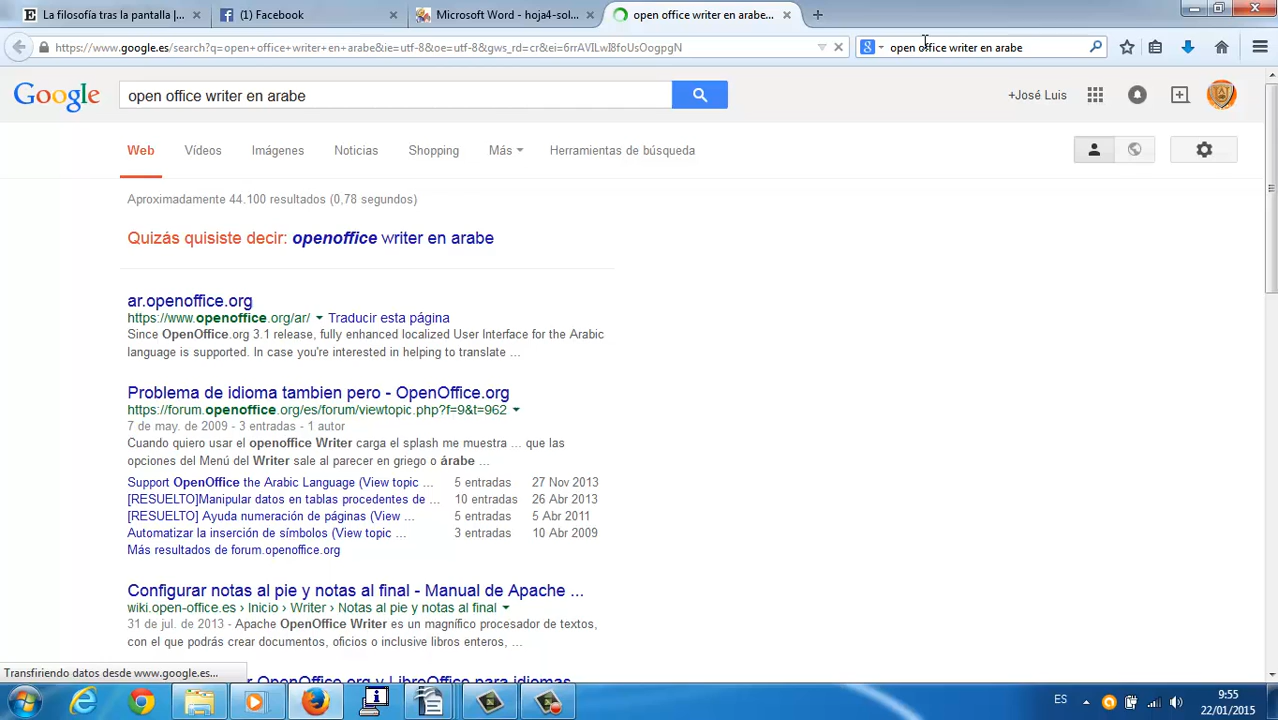 La filosofía tras la pantalla |...
(1) Facebook
Microsoft Word - hoja4-sol...
open office writer en arabe...
https://www.google.es/search?q=open+office+writer+en+arabe&ie=utf-8&oe=utf-8&gws_rd=cr&ei=6rrAVILwI8foUsOogpgN
open office writer en arabe
Google
open office writer en arabe
+José Luis
Web
Vídeos
Imágenes
Noticias
Shopping
Más
Herramientas de búsqueda
Aproximadamente 44.100 resultados (0,78 segundos)
Quizás quisiste decir: openoffice writer en arabe
ar.openoffice.org
https://www.openoffice.org/ar/ Traducir esta página
Since OpenOffice.org 3.1 release, fully enhanced localized User Interface for the Arabic
language is supported. In case you're interested in helping to translate ...
Problema de idioma tambien pero - OpenOffice.org
https://forum.openoffice.org/es/forum/viewtopic.php?f=9&t=962
7 de may. de 2009 - 3 entradas - 1 autor
Cuando quiero usar el openoffice Writer carga el splash me muestra ... que las
opciones del Menú del Writer sale al parecer en griego o árabe ...
Support OpenOffice the Arabic Language (View topic ... 5 entradas 27 Nov 2013
[RESUELTO]Manipular datos en tablas procedentes de ... 10 entradas 26 Abr 2013
[RESUELTO] Ayuda numeración de páginas (View ... 5 entradas 5 Abr 2011
Automatizar la inserción de símbolos (View topic ... 3 entradas 10 Abr 2009
Más resultados de forum.openoffice.org
Configurar notas al pie y notas al final - Manual de Apache ...
wiki.open-office.es › Inicio › Writer › Notas al pie y notas al final
31 de jul. de 2013 - Apache OpenOffice Writer es un magnífico procesador de textos,
con el que podrás crear documentos, oficios o inclusive libros enteros, ...
OpenOffice.org y LibreOffice para idiomas
Transfiriendo datos desde www.google.es...
ES
9:55
22/01/2015